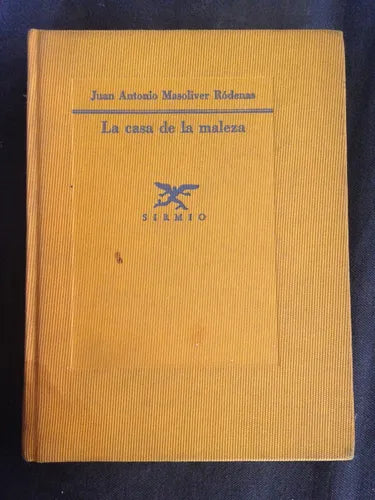 Juan Antonio Masoliver Ródenas
La casa de la maleza
SIRMIO